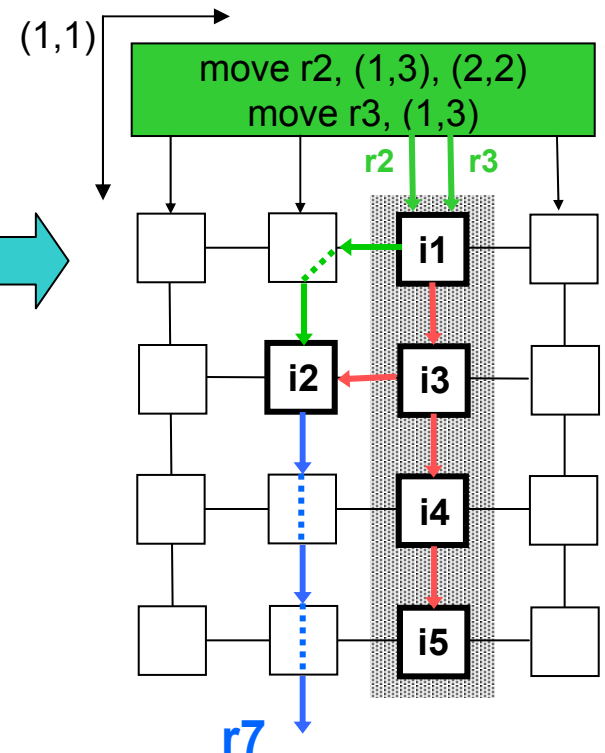 (1,1)
move r2, (1,3), (2,2)
move r3, (1,3)
r2 r3
i1
i2 i3
i4
i5
r7